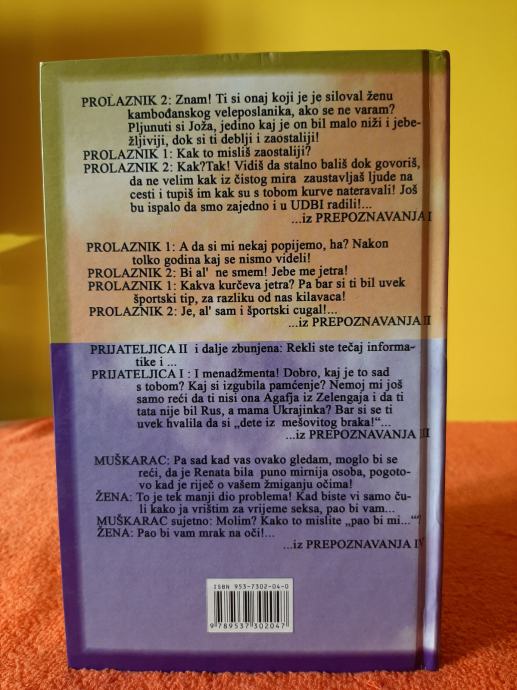 PROLAZNIK 2: Znam! Ti si onaj koji je je siloval ženu
kambođanskog veleposlanika, ako se ne varam?
Pljunuti si Joža, jedino kaj je on bil malo niži i jebe-
žljiviji, dok si ti deblji i zaostaliji!
PROLAZNIK 1: Kak to misliš zaostaliji?
PROLAZNIK 2: Kak?Tak! Vidiš da stalno bališ dok govoriš,
da ne velim kak iz čistog mira zaustavljaš ljude na
cesti i tupiš im kak su s tobom kurve nateravali! Još
bu ispalo da smo zajedno i u UDBI radili!...
...iz PREPOZNAVANJA I
PROLAZNIK 1: A da si mi nekaj popijemo, ha? Nakon
tolko godina kaj se nismo videli!
PROLAZNIK 2: Bi al' ne smem! Jebe me jetra!
PROLAZNIK 1: Kakva kurčeva jetra? Pa bar si ti bil uvek
športski tip, za razliku od nas kilavaca!
PROLAZNIK 2: Je, al' sam i športski cugal!...
...iz PREPOZNAVANJA II
PRIJATELJICA II i dalje zbunjena: Rekli ste tečaj informa-
tike i ...
PRIJATELJICA I : I menadžmenta! Dobro, kaj je to sad
s tobom? Kaj si izgubila pamćenje? Nemoj mi još
samo reći da ti nisi ona Agafja iz Zelengaja i da ti
tata nije bil Rus, a mama Ukrajinka? Bar si se ti
uvek hvalila da si „dete iz mešovitog braka!“...
...iz PREPOZNAVANJA III
MUŠKARAC: Pa sad kad vas ovako gledam, moglo bi se
reći, da je Renata bila puno mirnija osoba, pogoto-
vo kad je riječ o vašem žmiganju očima!
ŽENA: To je tek manji dio problema! Kad biste vi samo ču-
li kako ja vrištim za vrijeme seksa, pao bi vam...
MUŠKARAC sujetno: Molim? Kako to mislite „pao bi mi...“?
ŽENA: Pao bi vam mrak na oči!...
...iz PREPOZNAVANJA IV
ISBN 953-7302-04-0
9 789537 302047